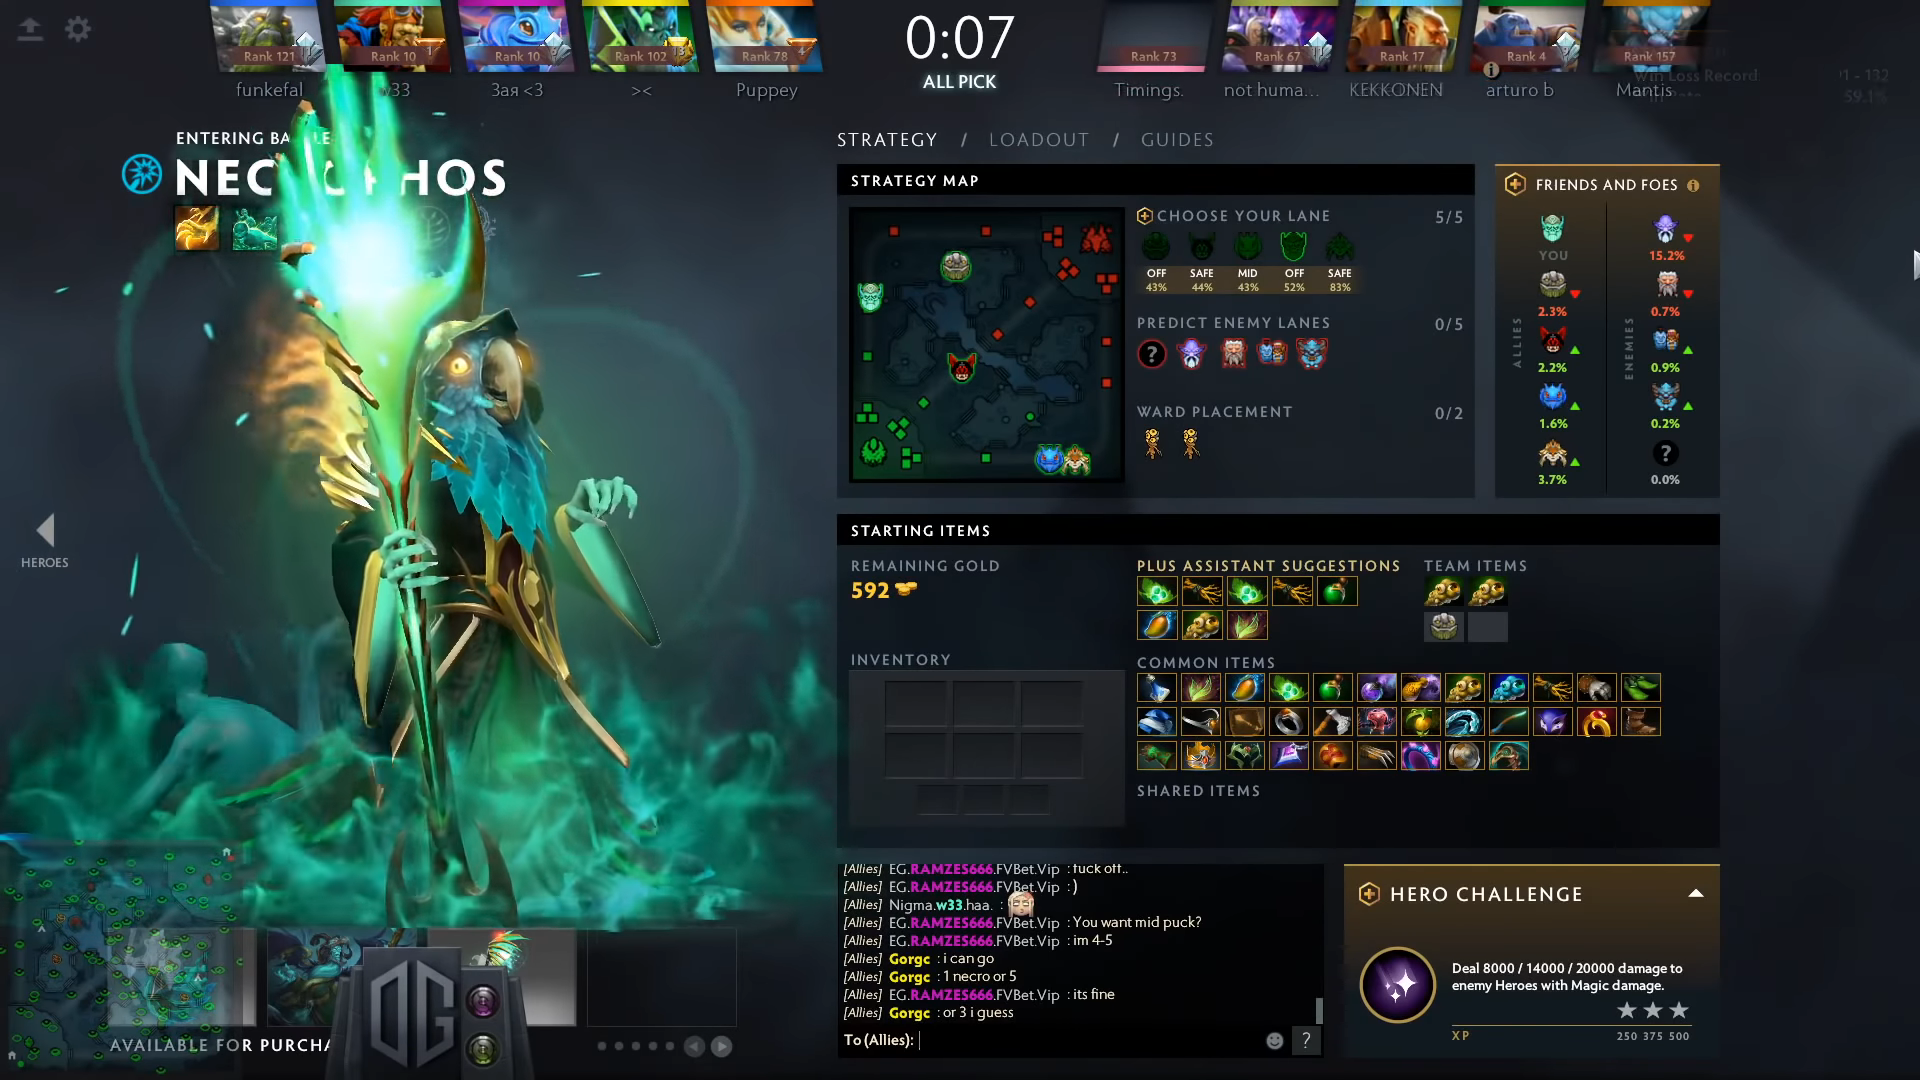 0:07
ALL PICK
Rank 121
Rank 10
Rank 10
Rank 102
Rank 78
Rank 73
Rank 67
Rank 17
Rank 4
Rank 157
funkefal
w33
Зая <3
><
Puppey
Timings.
not huma...
KEKKONEN
arturo b
Mantis
Win Loss Record
59.1%
ENTERING BA LE
NEC HOS
HEROES
STRATEGY / LOADOUT / GUIDES
STRATEGY MAP
CHOOSE YOUR LANE 5/5
OFF SAFE MID OFF SAFE
43% 44% 43% 52% 83%
PREDICT ENEMY LANES 0/5
?
WARD PLACEMENT 0/2
FRIENDS AND FOES
ALLIES
ENEMIES
YOU 15.2%
2.3% 0.7%
2.2% 0.9%
1.6% 0.2%
?
3.7% 0.0%
STARTING ITEMS
REMAINING GOLD
592
INVENTORY
PLUS ASSISTANT SUGGESTIONS
TEAM ITEMS
COMMON ITEMS
SHARED ITEMS
[Allies] EG.RAMZES666.FVBet.Vip : fuck off..
[Allies] EG.RAMZES666.FVBet.Vip : )
[Allies] Nigma.w33.haa. :
[Allies] EG.RAMZES666.FVBet.Vip : You want mid puck?
[Allies] EG.RAMZES666.FVBet.Vip : im 4-5
[Allies] Gorgc : i can go
[Allies] Gorgc : 1 necro or 5
[Allies] EG.RAMZES666.FVBet.Vip : its fine
[Allies] Gorgc : or 3 i guess
To (Allies):
?
HERO CHALLENGE
Deal 8000 / 14000 / 20000 damage to
enemy Heroes with Magic damage.
XP 250 375 500
OG
AVAILABLE FOR PURCHA